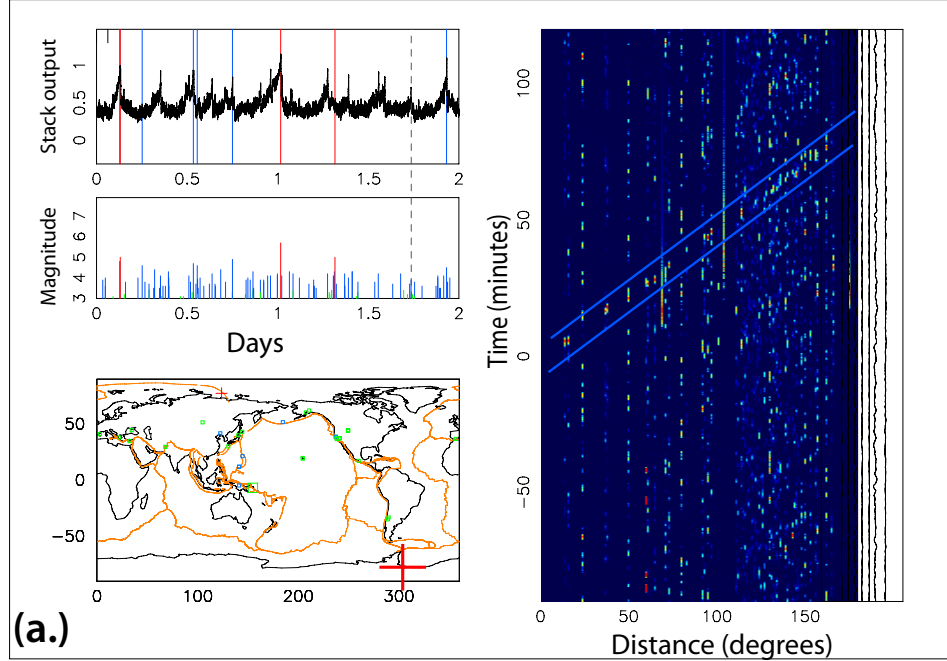 Stack output
1
0.5
0
0 0.5 1 1.5 2
Magnitude
7
6
5
4
3
0 0.5 1 1.5 2
Days
50
0
−50
0 100 200 300
(a.)
Time (minutes)
100
50
0
−50
0 50 100 150
Distance (degrees)